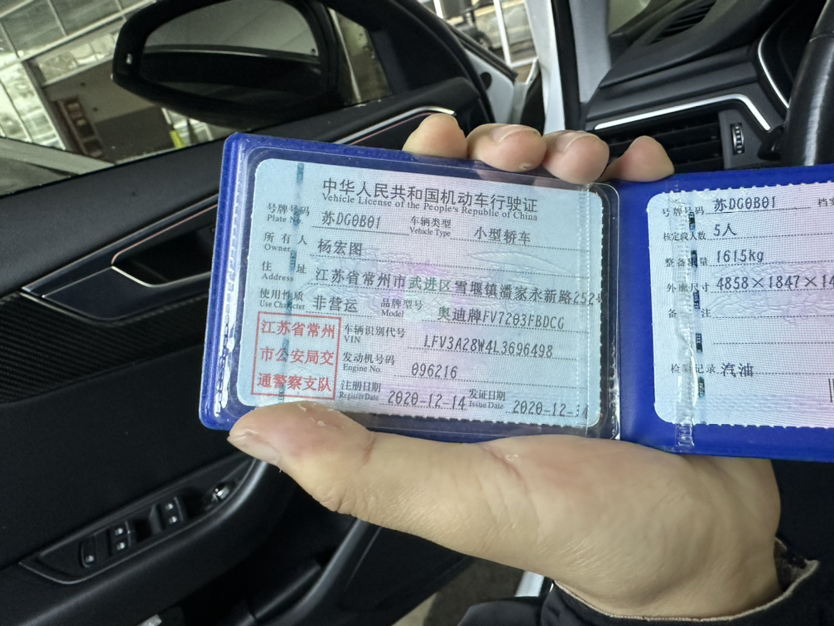 中华人民共和国机动车行驶证
Vehicle License of the People's Republic of China
号牌号码 苏DG0B01 车辆类型 小型轿车
Plate No. Vehicle Type
所有人 杨宏图
Owner
住址 江苏省常州市武进区雪堰镇潘家永新路252号
Address
使用性质 非营运 品牌型号 奥迪牌FV7203FBDCG
Use Character Model
江苏省常州
市公安局交
通警察支队
车辆识别代号 LFV3A28W4L3696498
VIN
发动机号码 096216
Engine No.
注册日期 2020-12-14 发证日期 2020-12-
Register Date Issue Date
号牌号码 苏DG0B01
核定载人数 5人
整备质量 1615kg
外廓尺寸 4858×1847×14
备注
检验记录 汽油